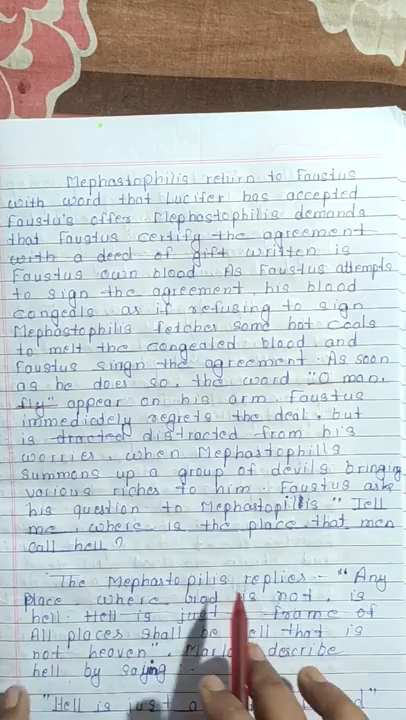 Mephastophilis return to Faustus
with word that Lucifer has accepted
Faustu's offer Mephastophilis demands
that Faustus certify the agreement
with a deed of gift written is
Faustus own blood. As Faustus attempts
to sign the agreement, his blood
congeals as if refusing to sign
Mephastophilis fetches some hot coals
to melt the congealed blood and
Faustus singn the agreement. As soon
as he does so, the word "O man,
fly" appear on his arm. Faustus
immediately regrets the deal, but
is dracted distracted from his
worries, when Mephastophills
summons up a group of devils bringing
various riches to him. Faustus asks
his question to Mephastopilis "Tell
me, where is the place that men
call hell?
The Mephastopilis replies - "Any
place where is not, is
hell. Hell is just frame of
All places shall be hell that is
not heaven". describe
hell by saying :-
"Hell is just a